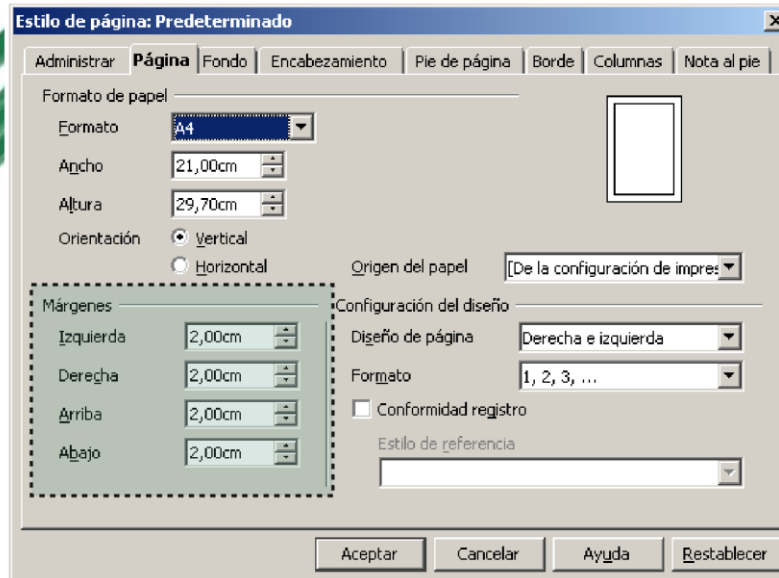 Estilo de página: Predeterminado
Administrar Página Fondo Encabezamiento Pie de página Borde Columnas Nota al pie
Formato de papel
Formato A4
Ancho 21,00cm
Altura 29,70cm
Orientación Vertical
Horizontal
Origen del papel [De la configuración de impres
Márgenes
Izquierda 2,00cm
Derecha 2,00cm
Arriba 2,00cm
Abajo 2,00cm
Configuración del diseño
Diseño de página Derecha e izquierda
Formato 1, 2, 3, ...
Conformidad registro
Estilo de referencia
Aceptar Cancelar Ayuda Restablecer